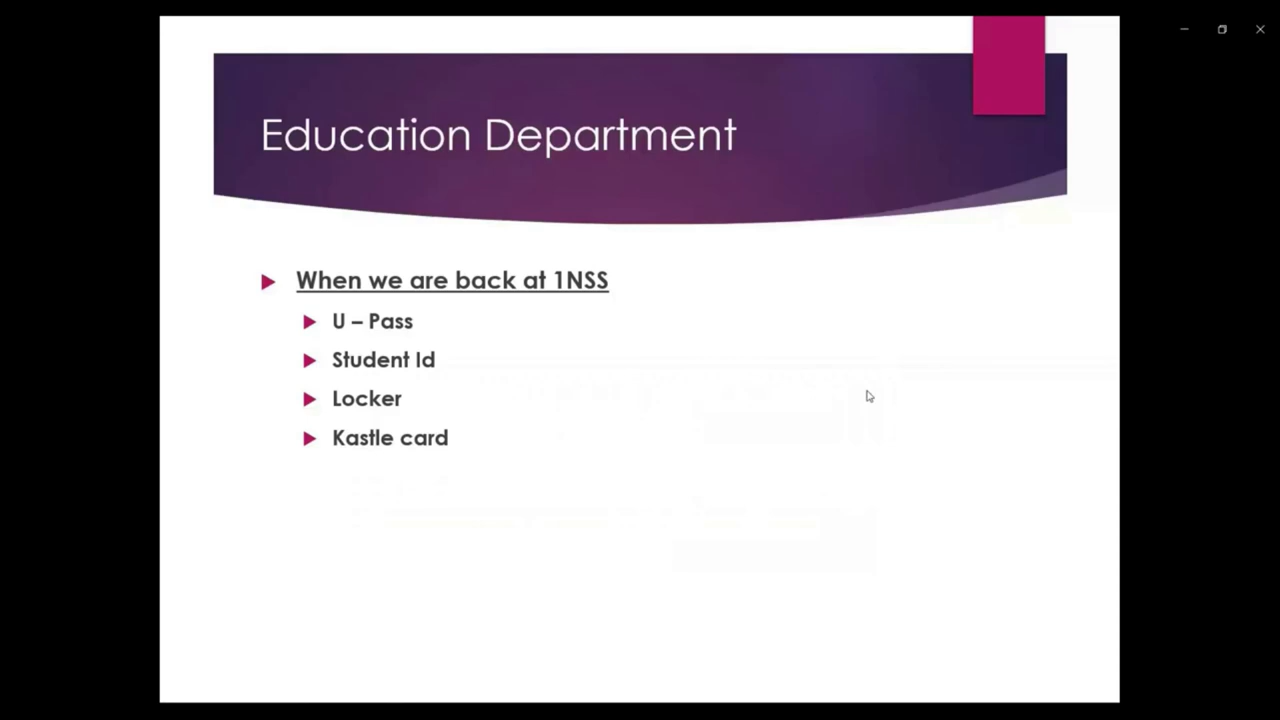 Education Department
When we are back at 1NSS
U – Pass
Student Id
Locker
Kastle card